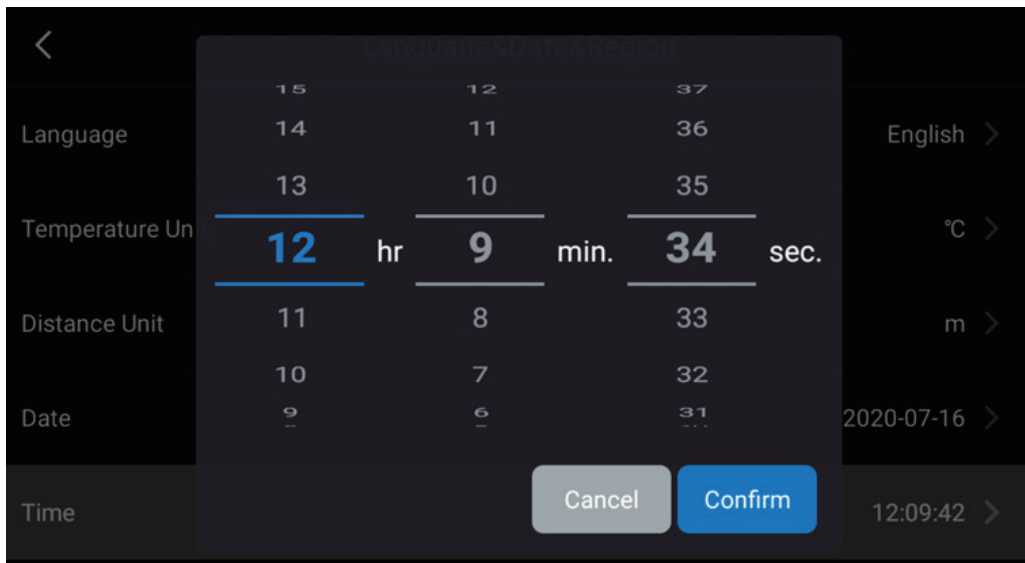 Language&Date&Region
15 12 37
Language 14 11 36 English
13 10 35
Temperature Un ℃
12 hr 9 min. 34 sec.
Distance Unit 11 8 33 m
10 7 32
Date 9 6 31 2020-07-16
Cancel Confirm
Time 12:09:42